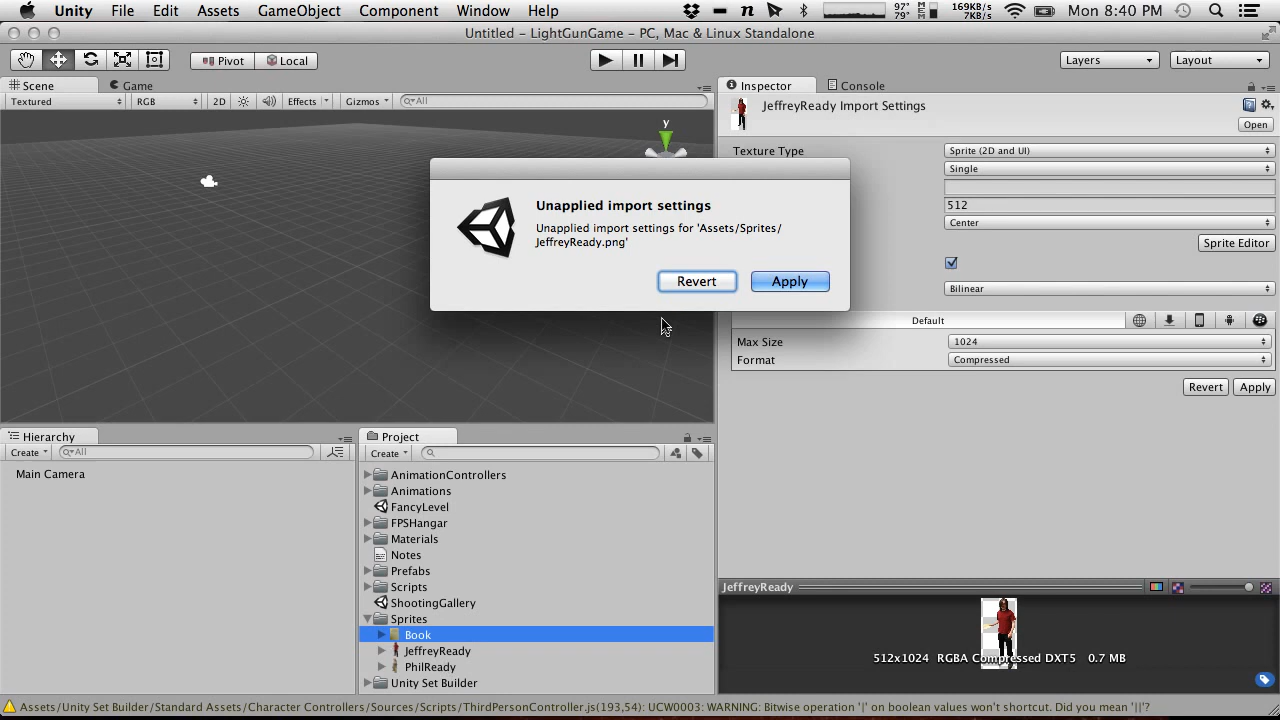 Unity File Edit Assets GameObject Component Window Help 97° 79° 169KB/s 7KB/s Mon 8:40 PM
Untitled – LightGunGame – PC, Mac & Linux Standalone
Pivot Local Layers Layout
Scene Game Inspector Console
Textured RGB 2D Effects Gizmos All
JeffreyReady Import Settings
Open
y
Texture Type Sprite (2D and UI)
Single
512
Center
Sprite Editor
Bilinear
Unapplied import settings
Unapplied import settings for 'Assets/Sprites/
JeffreyReady.png'
Revert Apply
Default
Max Size 1024
Format Compressed
Revert Apply
Hierarchy
Create All
Main Camera
Project
Create
AnimationControllers
Animations
FancyLevel
FPSHangar
Materials
Notes
Prefabs
Scripts
ShootingGallery
Sprites
Book
JeffreyReady
PhilReady
Unity Set Builder
JeffreyReady
512x1024 RGBA Compressed DXT5 0.7 MB
Assets/Unity Set Builder/Standard Assets/Character Controllers/Sources/Scripts/ThirdPersonController.js(193,54): UCW0003: WARNING: Bitwise operation '|' on boolean values won't shortcut. Did you mean '||'?